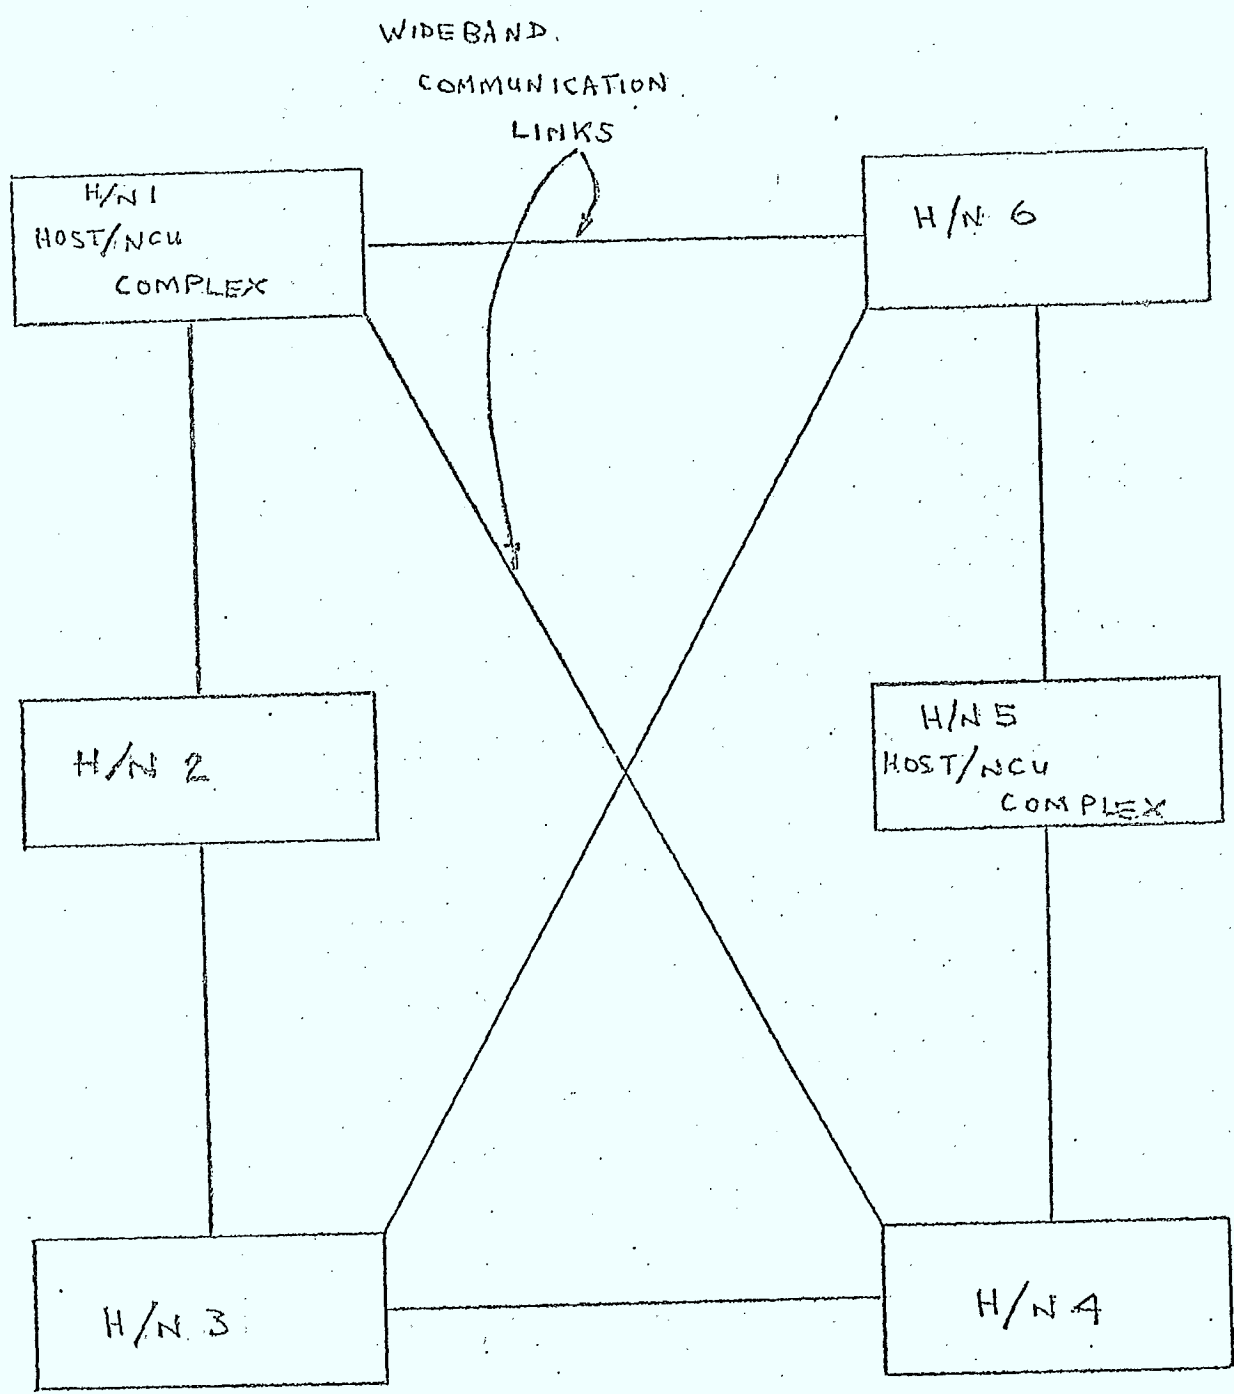 WIDEBAND.
COMMUNICATION
LINKS
H/N 1
HOST/NCU
COMPLEX
H/N 6
H/N 2
H/N 5
HOST/NCU
COMPLEX
H/N 3
H/N 4